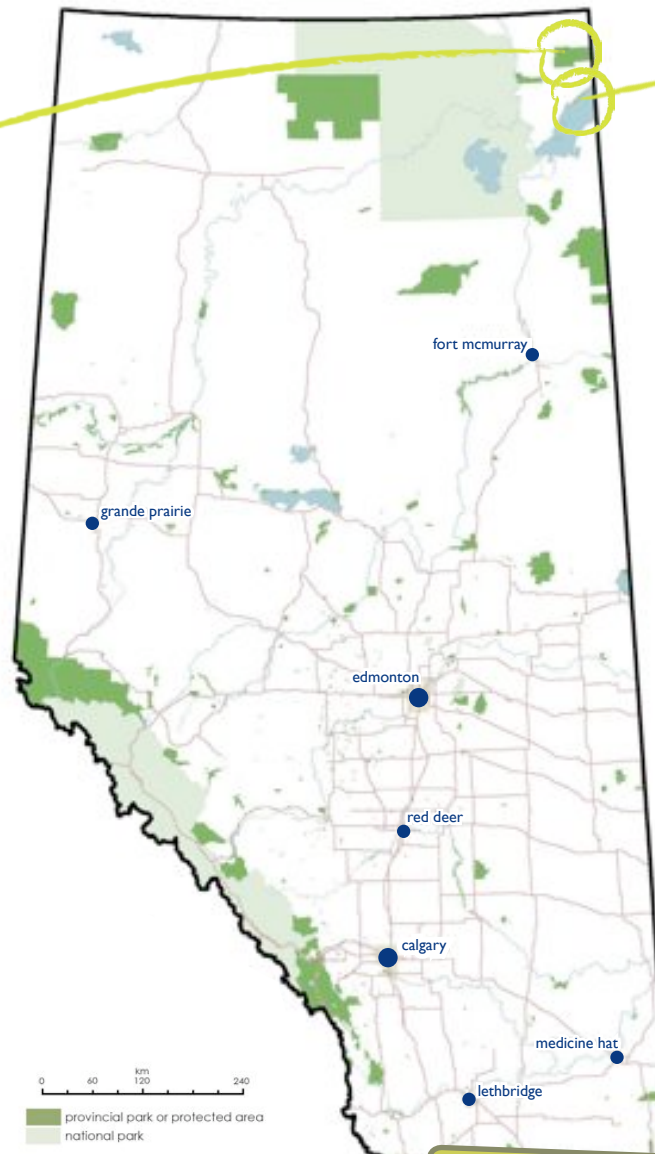 fort mcmurray
grande prairie
edmonton
red deer
calgary
medicine hat
lethbridge
km
0 60 120 240
provincial park or protected area
national park